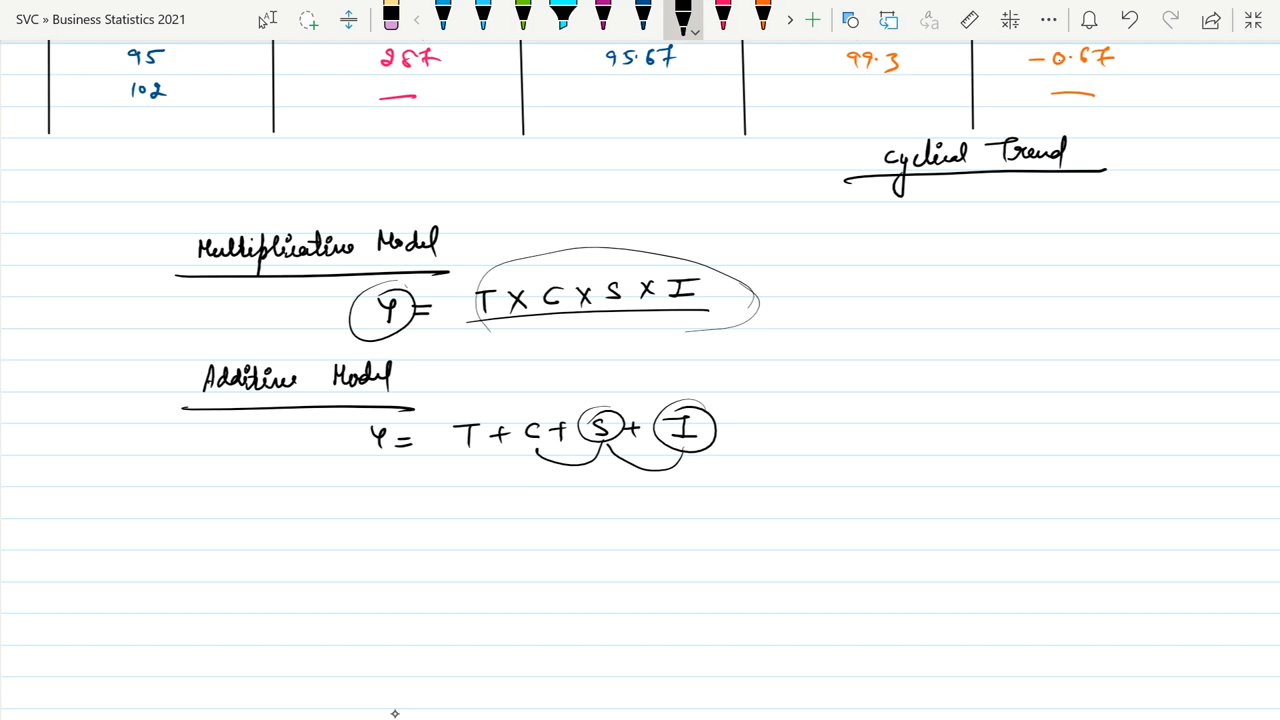 SVC » Business Statistics 2021
95 287 95.67 99.3 -0.67
102
Cyclical Trend
Multiplicative Model
Y = T X C X S X I
Additive Model
Y = T + C + S + I